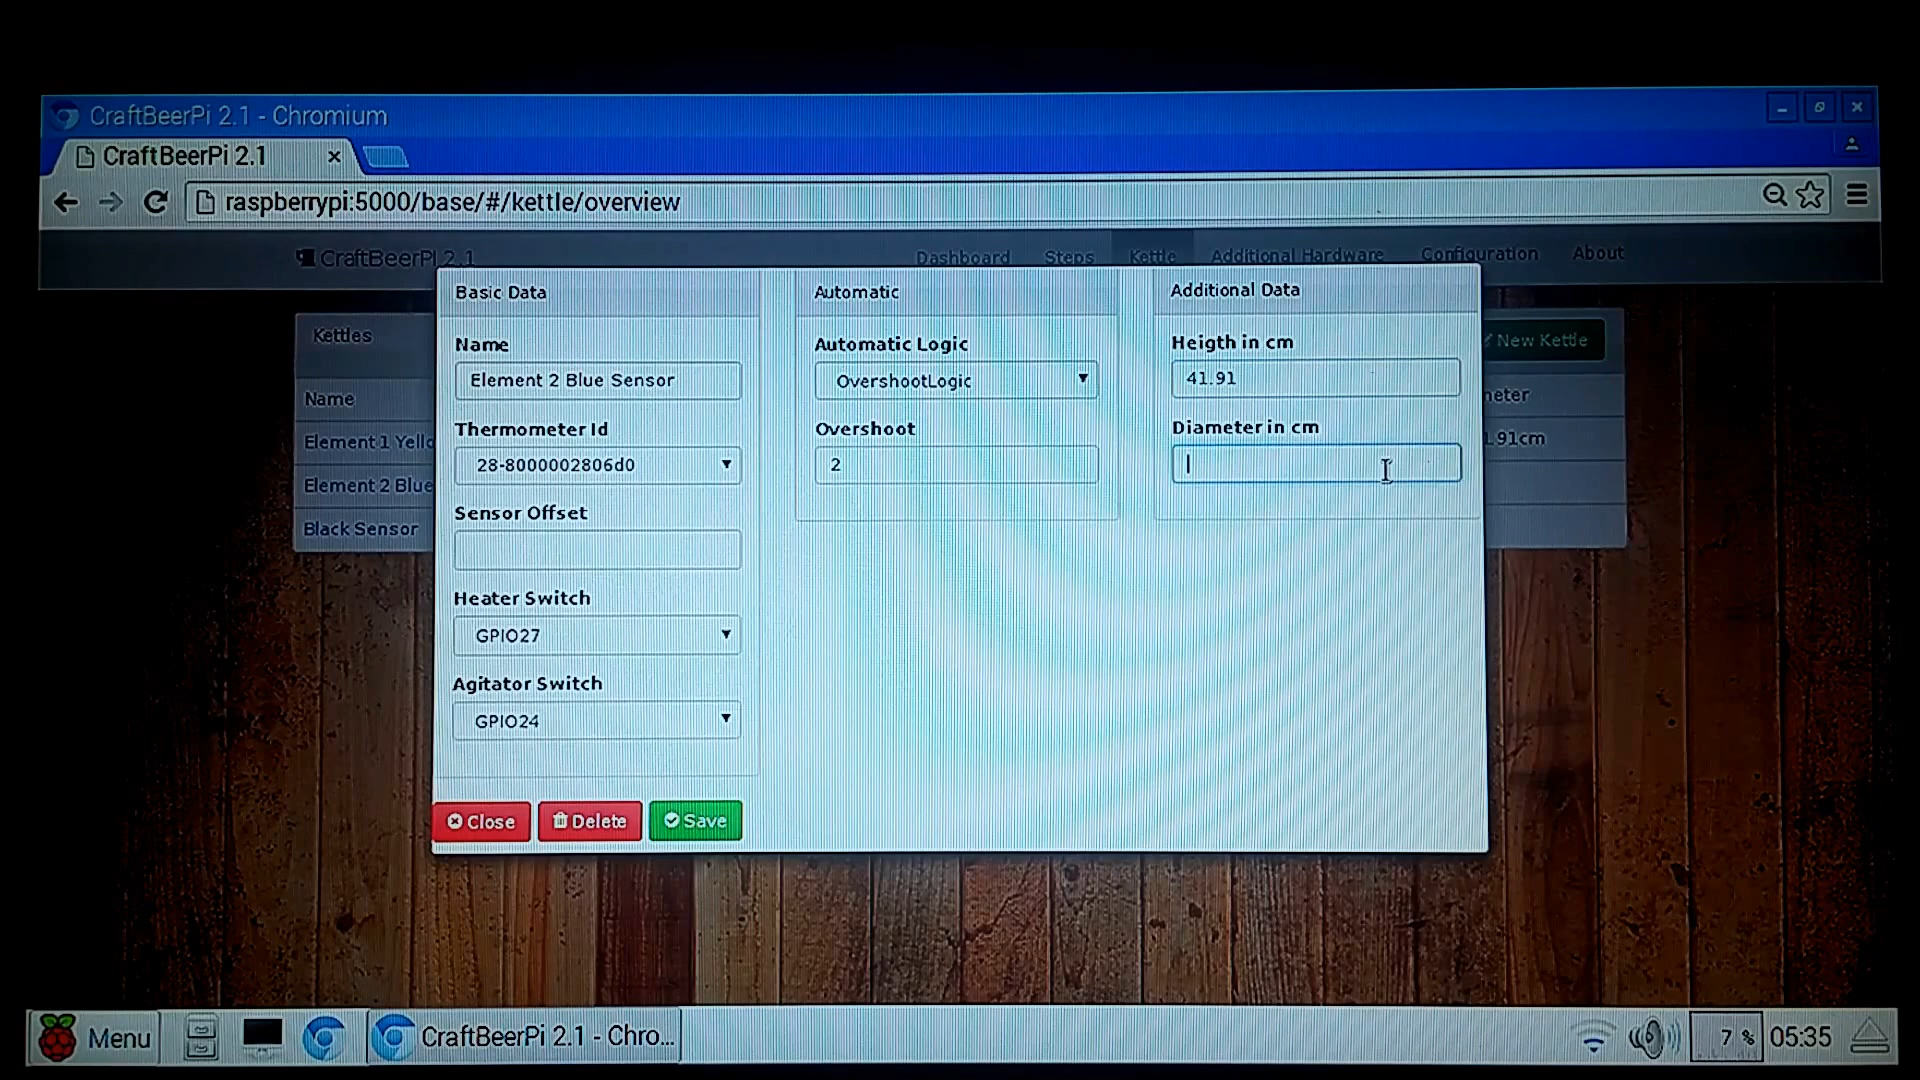 CraftBeerPi 2.1 - Chromium
CraftBeerPi 2.1
raspberrypi:5000/base/#/kettle/overview
CraftBeerPi 2.1
Dashboard Steps Kettle Additional Hardware Configuration About
Kettles
New Kettle
Name
Element 1 Yello
91cm
Element 2 Blue
Black Sensor
Basic Data
Name
Element 2 Blue Sensor
Thermometer Id
28-8000002806d0
Sensor Offset
Heater Switch
GPIO27
Agitator Switch
GPIO24
Automatic
Automatic Logic
OvershootLogic
Overshoot
2
Additional Data
Heigth in cm
41.91
Diameter in cm
Close Delete Save
Menu
CraftBeerPi 2.1 - Chro...
7 %
05:35